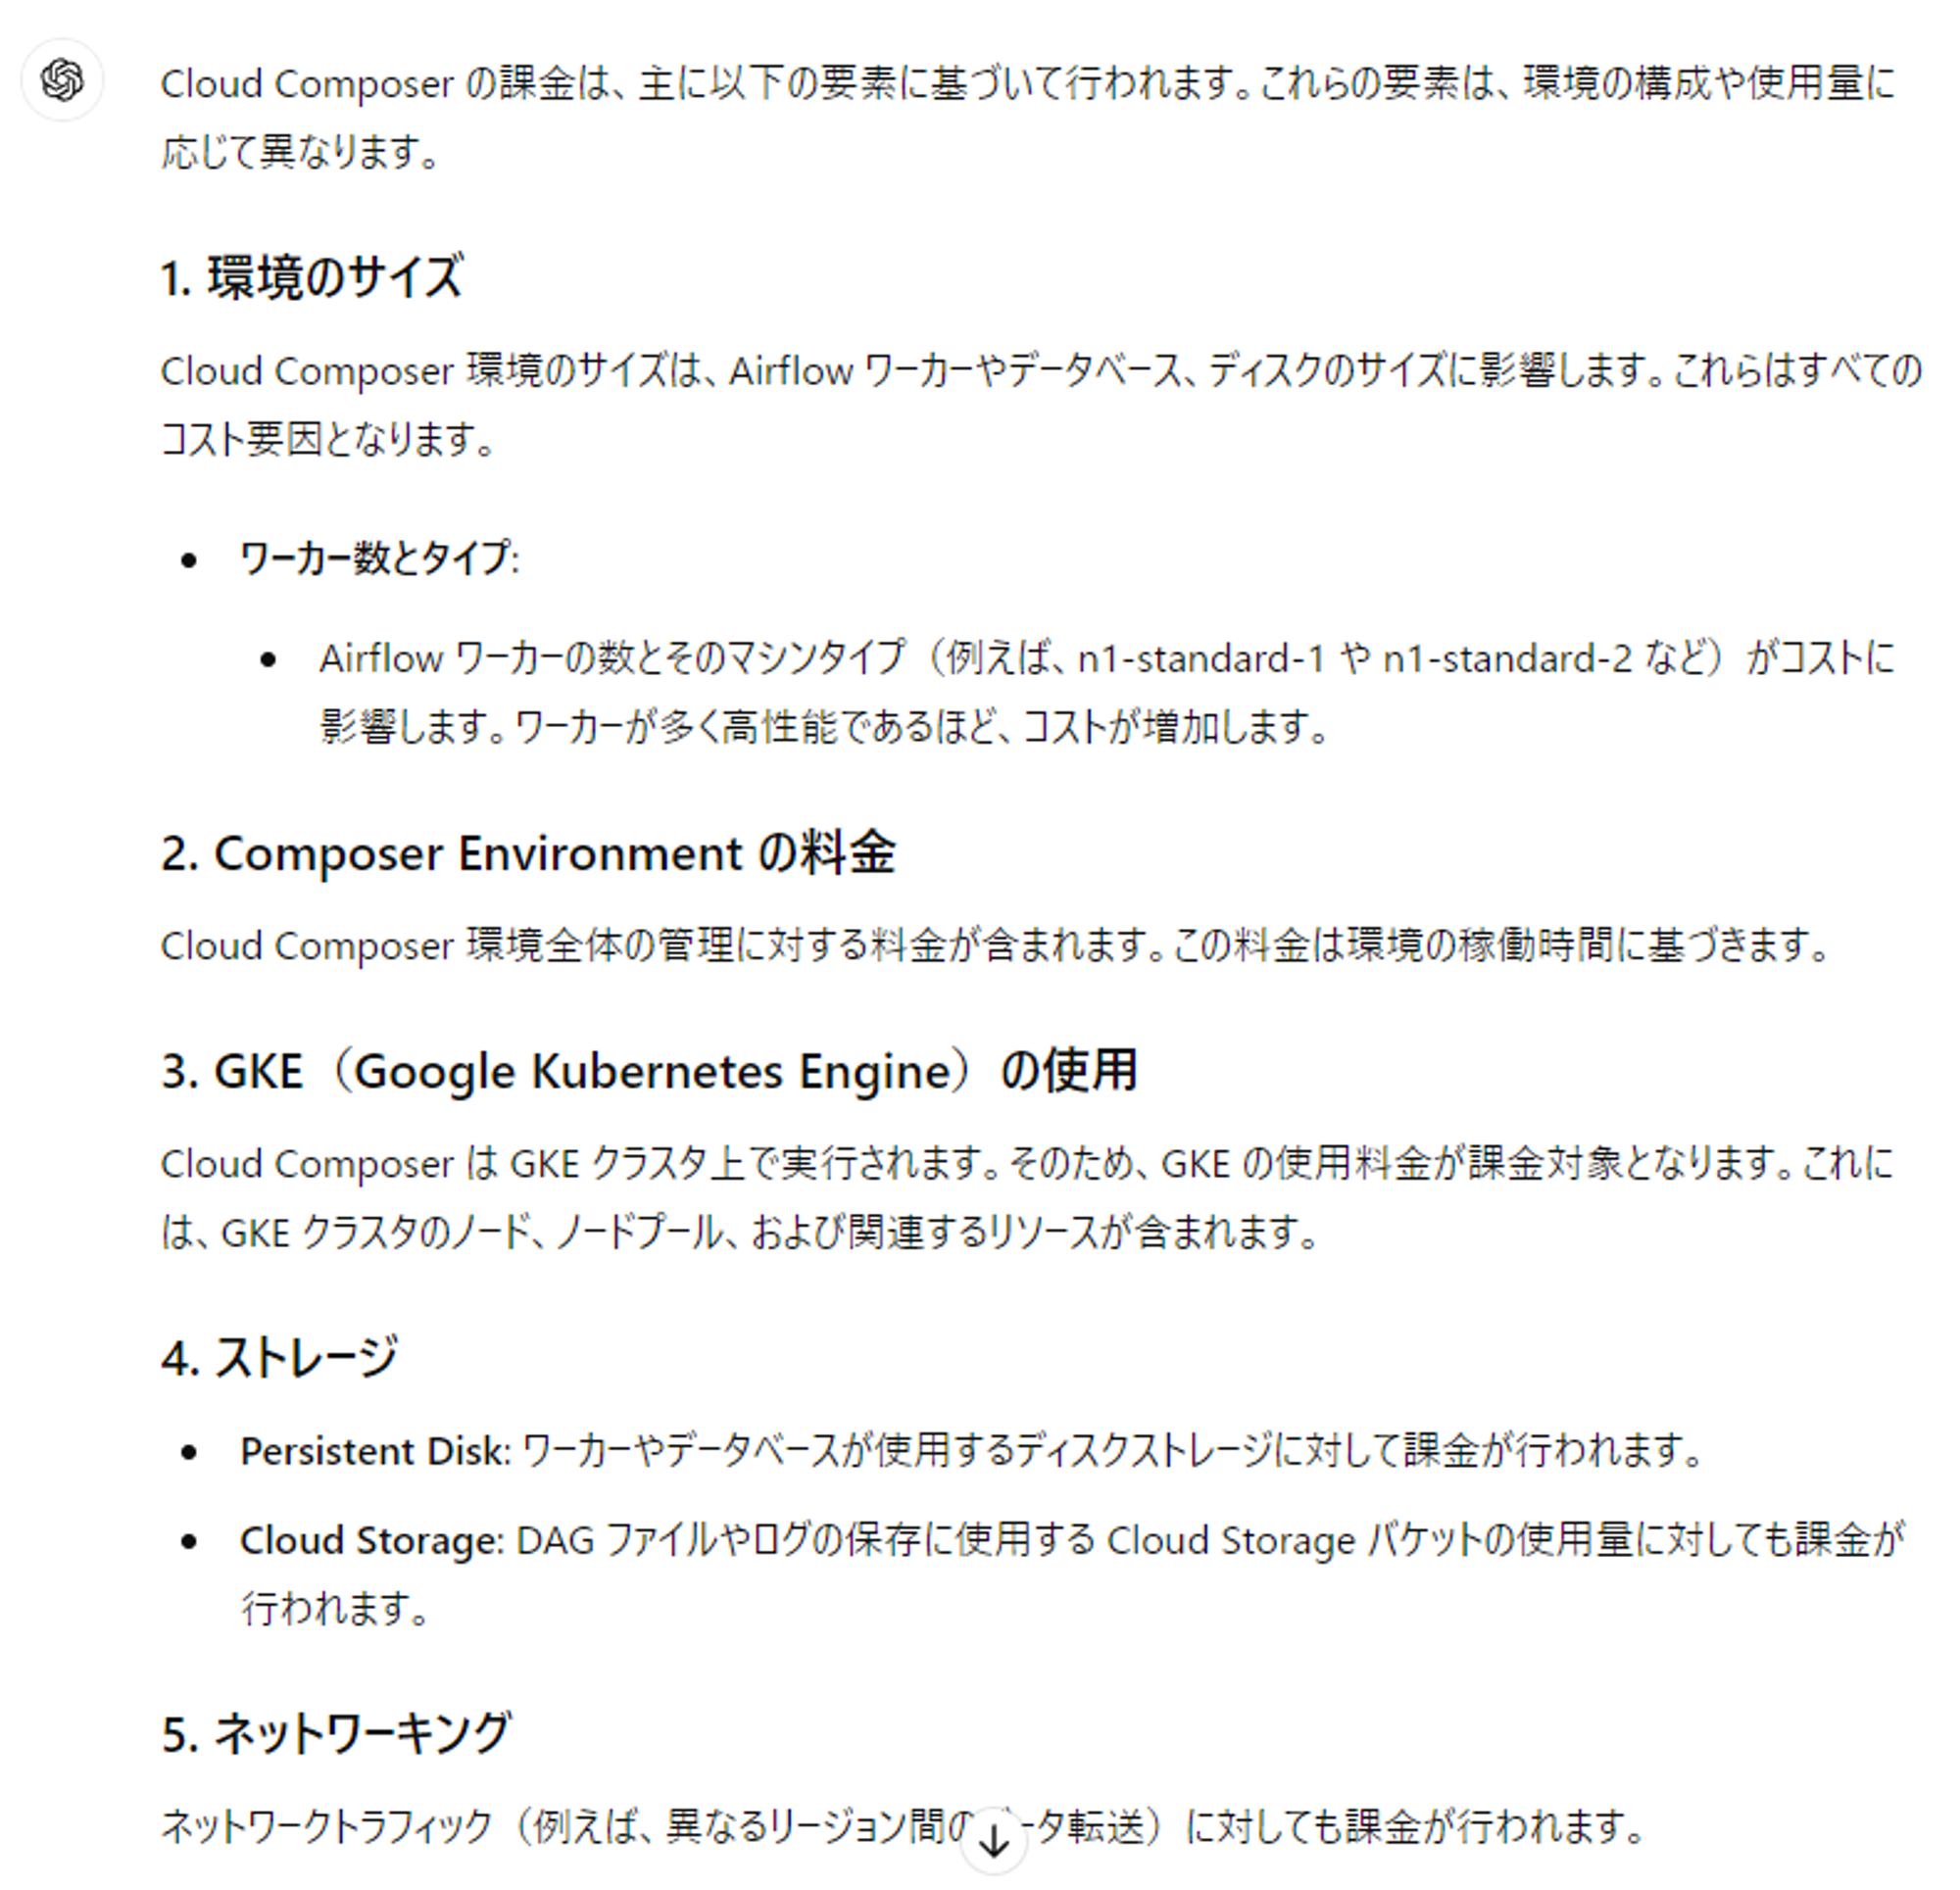 Cloud Composer の課金は、主に以下の要素に基づいて行われます。これらの要素は、環境の構成や使用量に
応じて異なります。
1. 環境のサイズ
Cloud Composer 環境のサイズは、Airflow ワーカーやデータベース、ディスクのサイズに影響します。これらはすべての
コスト要因となります。
• ワーカー数とタイプ:
• Airflow ワーカーの数とそのマシンタイプ（例えば、n1-standard-1 や n1-standard-2 など）がコストに
影響します。ワーカーが多く高性能であるほど、コストが増加します。
2. Composer Environment の料金
Cloud Composer 環境全体の管理に対する料金が含まれます。この料金は環境の稼働時間に基づきます。
3. GKE（Google Kubernetes Engine）の使用
Cloud Composer は GKE クラスタ上で実行されます。そのため、GKE の使用料金が課金対象となります。これに
は、GKE クラスタのノード、ノードプール、および関連するリソースが含まれます。
4. ストレージ
• Persistent Disk: ワーカーやデータベースが使用するディスクストレージに対して課金が行われます。
• Cloud Storage: DAG ファイルやログの保存に使用する Cloud Storage バケットの使用量に対しても課金が
行われます。
5. ネットワーキング
ネットワークトラフィック（例えば、異なるリージョン間の ータ転送）に対しても課金が行われます。